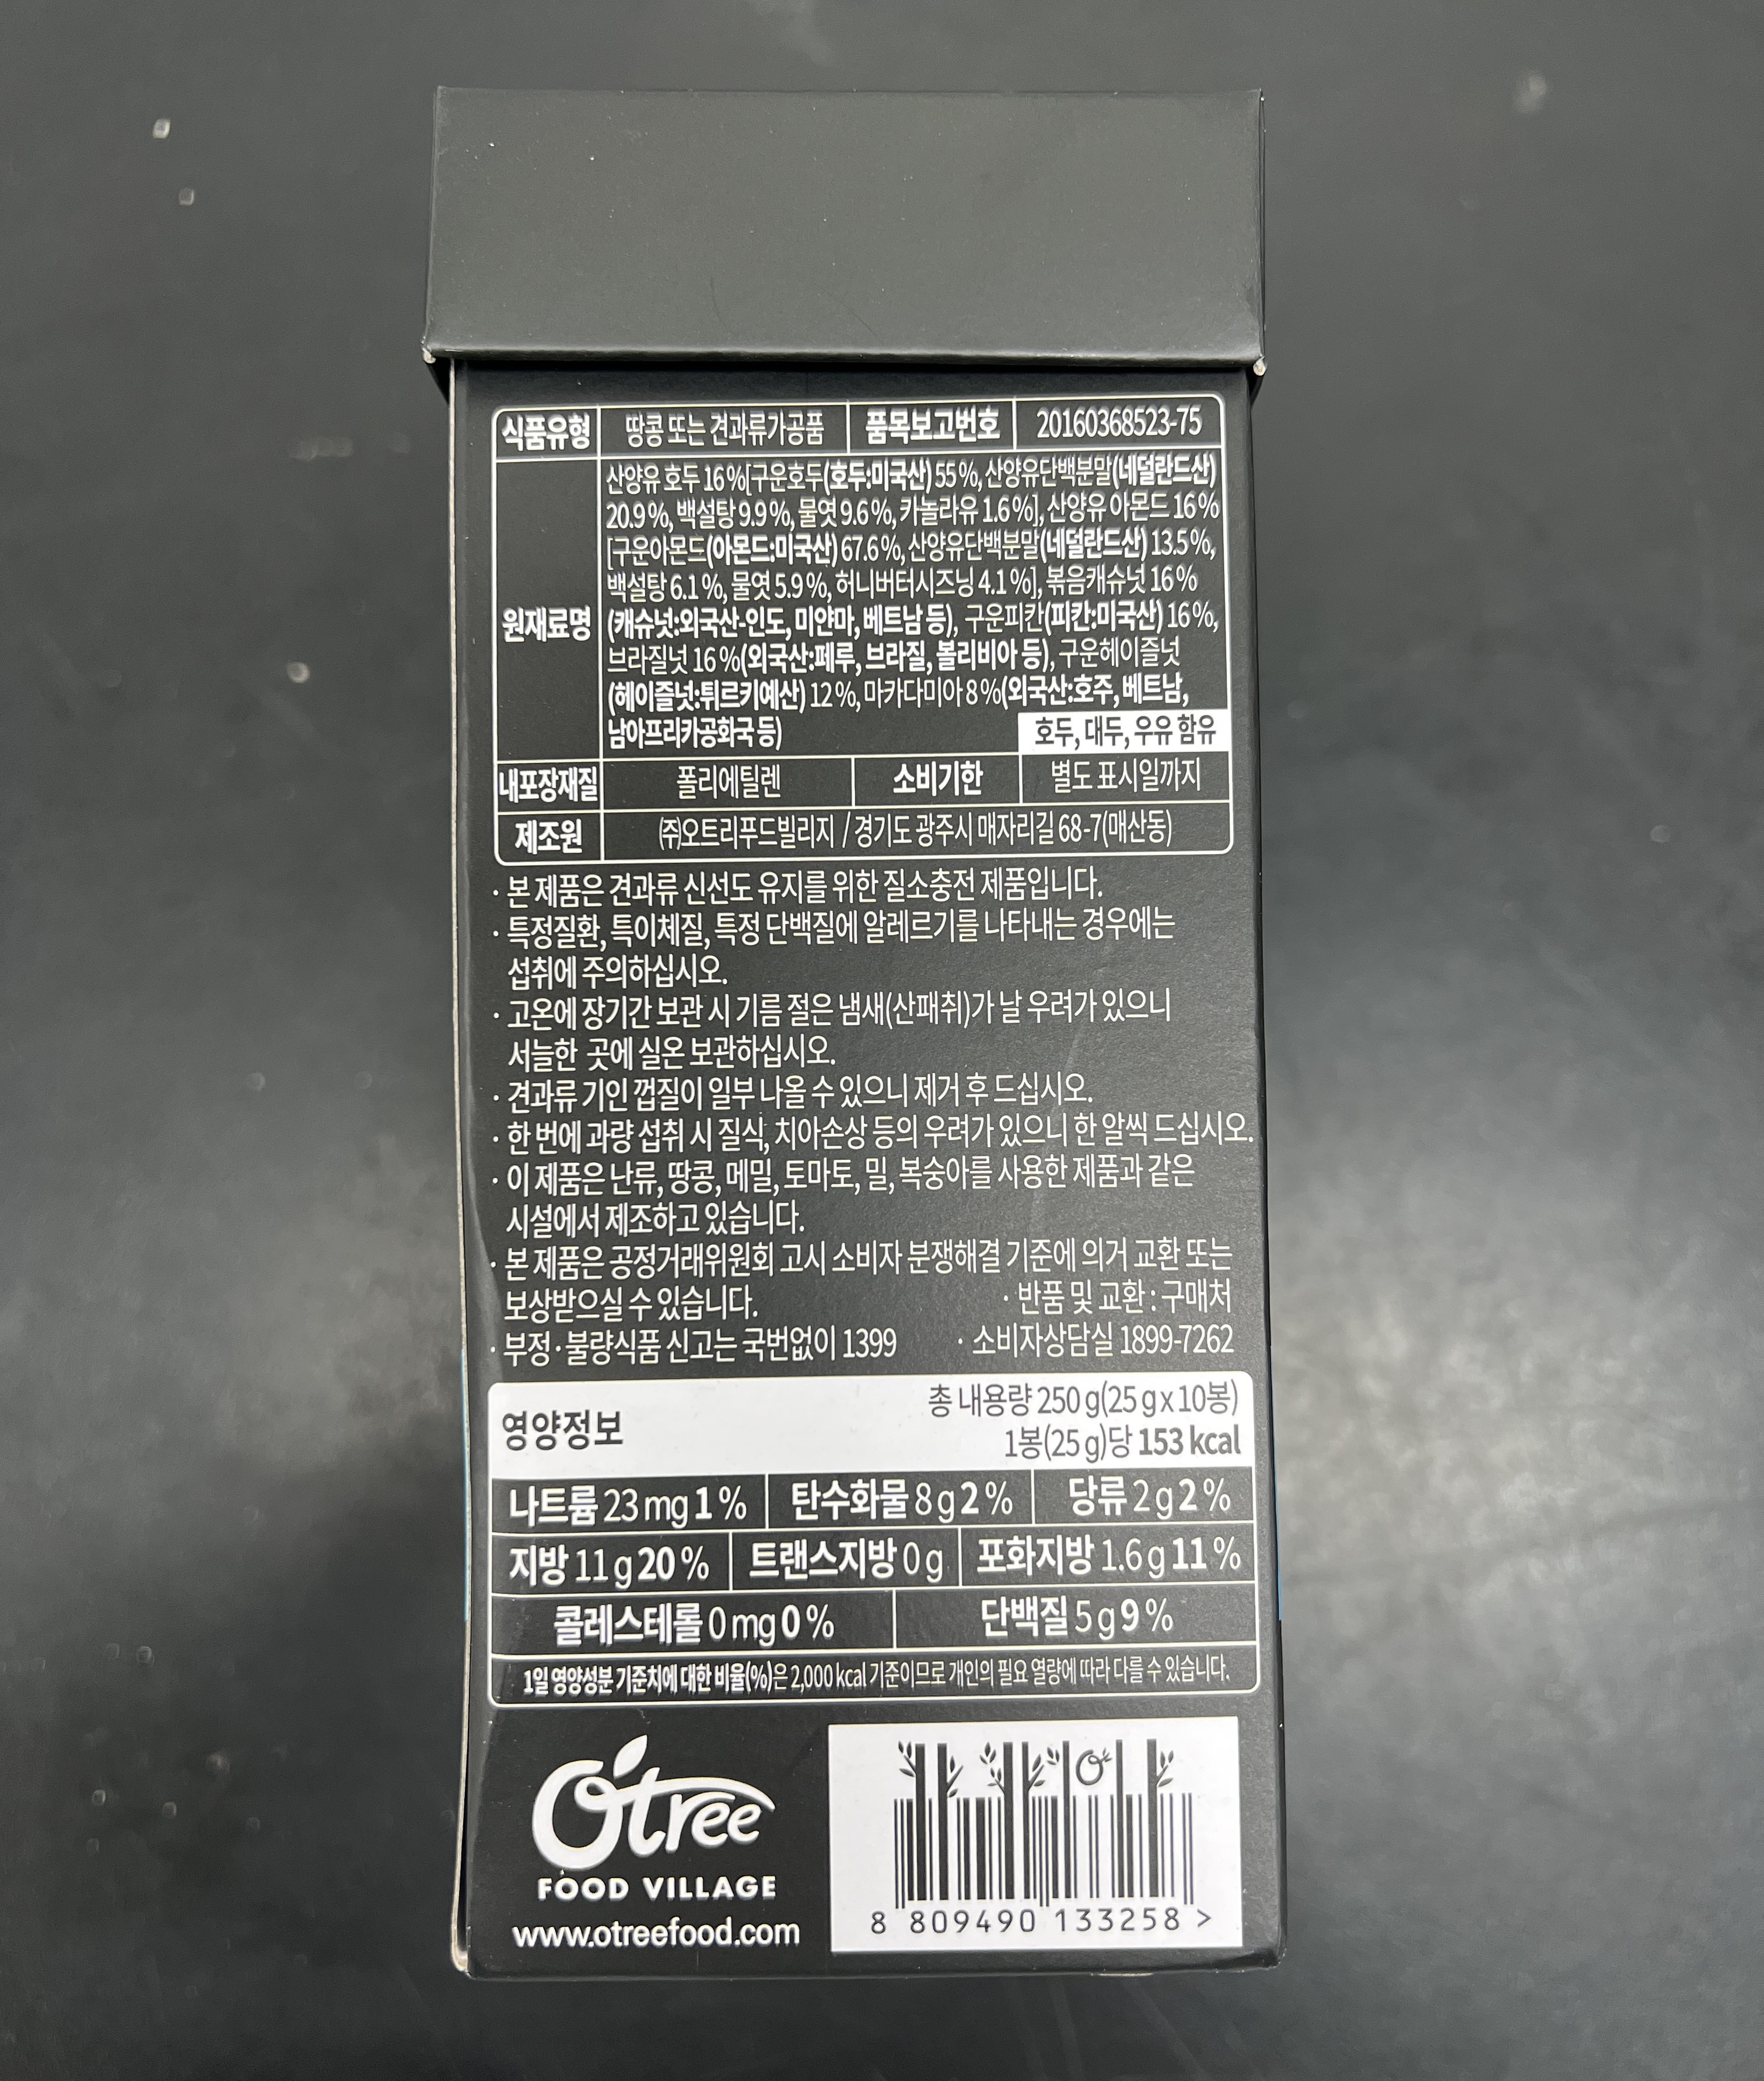 식품유형 땅콩 또는 견과류가공품 품목보고번호 20160368523-75
원재료명
산양유 호두 16%[구운호두(호두:미국산) 55%, 산양유단백분말(네덜란드산)
20.9%, 백설탕 9.9%, 물엿 9.6%, 카놀라유 1.6%], 산양유 아몬드 16%
[구운아몬드(아몬드:미국산) 67.6%, 산양유단백분말(네덜란드산) 13.5%,
백설탕 6.1%, 물엿 5.9%, 허니버터시즈닝 4.1%], 볶음캐슈넛 16%
(캐슈넛:외국산-인도, 미얀마, 베트남 등), 구운피칸(피칸:미국산) 16%,
브라질넛 16%(외국산:페루, 브라질, 볼리비아 등), 구운헤이즐넛
(헤이즐넛:튀르키예산) 12%, 마카다미아 8%(외국산:호주, 베트남,
남아프리카공화국 등)
호두, 대두, 우유 함유
내포장재질 폴리에틸렌 소비기한 별도 표시일까지
제조원 ㈜오트리푸드빌리지 / 경기도 광주시 매자리길 68-7(매산동)
· 본 제품은 견과류 신선도 유지를 위한 질소충전 제품입니다.
· 특정질환, 특이체질, 특정 단백질에 알레르기를 나타내는 경우에는
섭취에 주의하십시오.
· 고온에 장기간 보관 시 기름 절은 냄새(산패취)가 날 우려가 있으니
서늘한 곳에 실온 보관하십시오.
· 견과류 기인 껍질이 일부 나올 수 있으니 제거 후 드십시오.
· 한 번에 과량 섭취 시 질식, 치아손상 등의 우려가 있으니 한 알씩 드십시오.
· 이 제품은 난류, 땅콩, 메밀, 토마토, 밀, 복숭아를 사용한 제품과 같은
시설에서 제조하고 있습니다.
· 본 제품은 공정거래위원회 고시 소비자 분쟁해결 기준에 의거 교환 또는
보상받으실 수 있습니다. · 반품 및 교환 : 구매처
· 부정·불량식품 신고는 국번없이 1399 · 소비자상담실 1899-7262
영양정보
총 내용량 250 g(25 g x 10봉)
1봉(25 g)당 153 kcal
나트륨 23 mg 1 % 탄수화물 8 g 2 % 당류 2 g 2 %
지방 11 g 20 % 트랜스지방 0 g 포화지방 1.6 g 11 %
콜레스테롤 0 mg 0 % 단백질 5 g 9 %
1일 영양성분 기준치에 대한 비율(%)은 2,000 kcal 기준이므로 개인의 필요 열량에 따라 다를 수 있습니다.
Otree
FOOD VILLAGE
www.otreefood.com
8 809490 133258 >